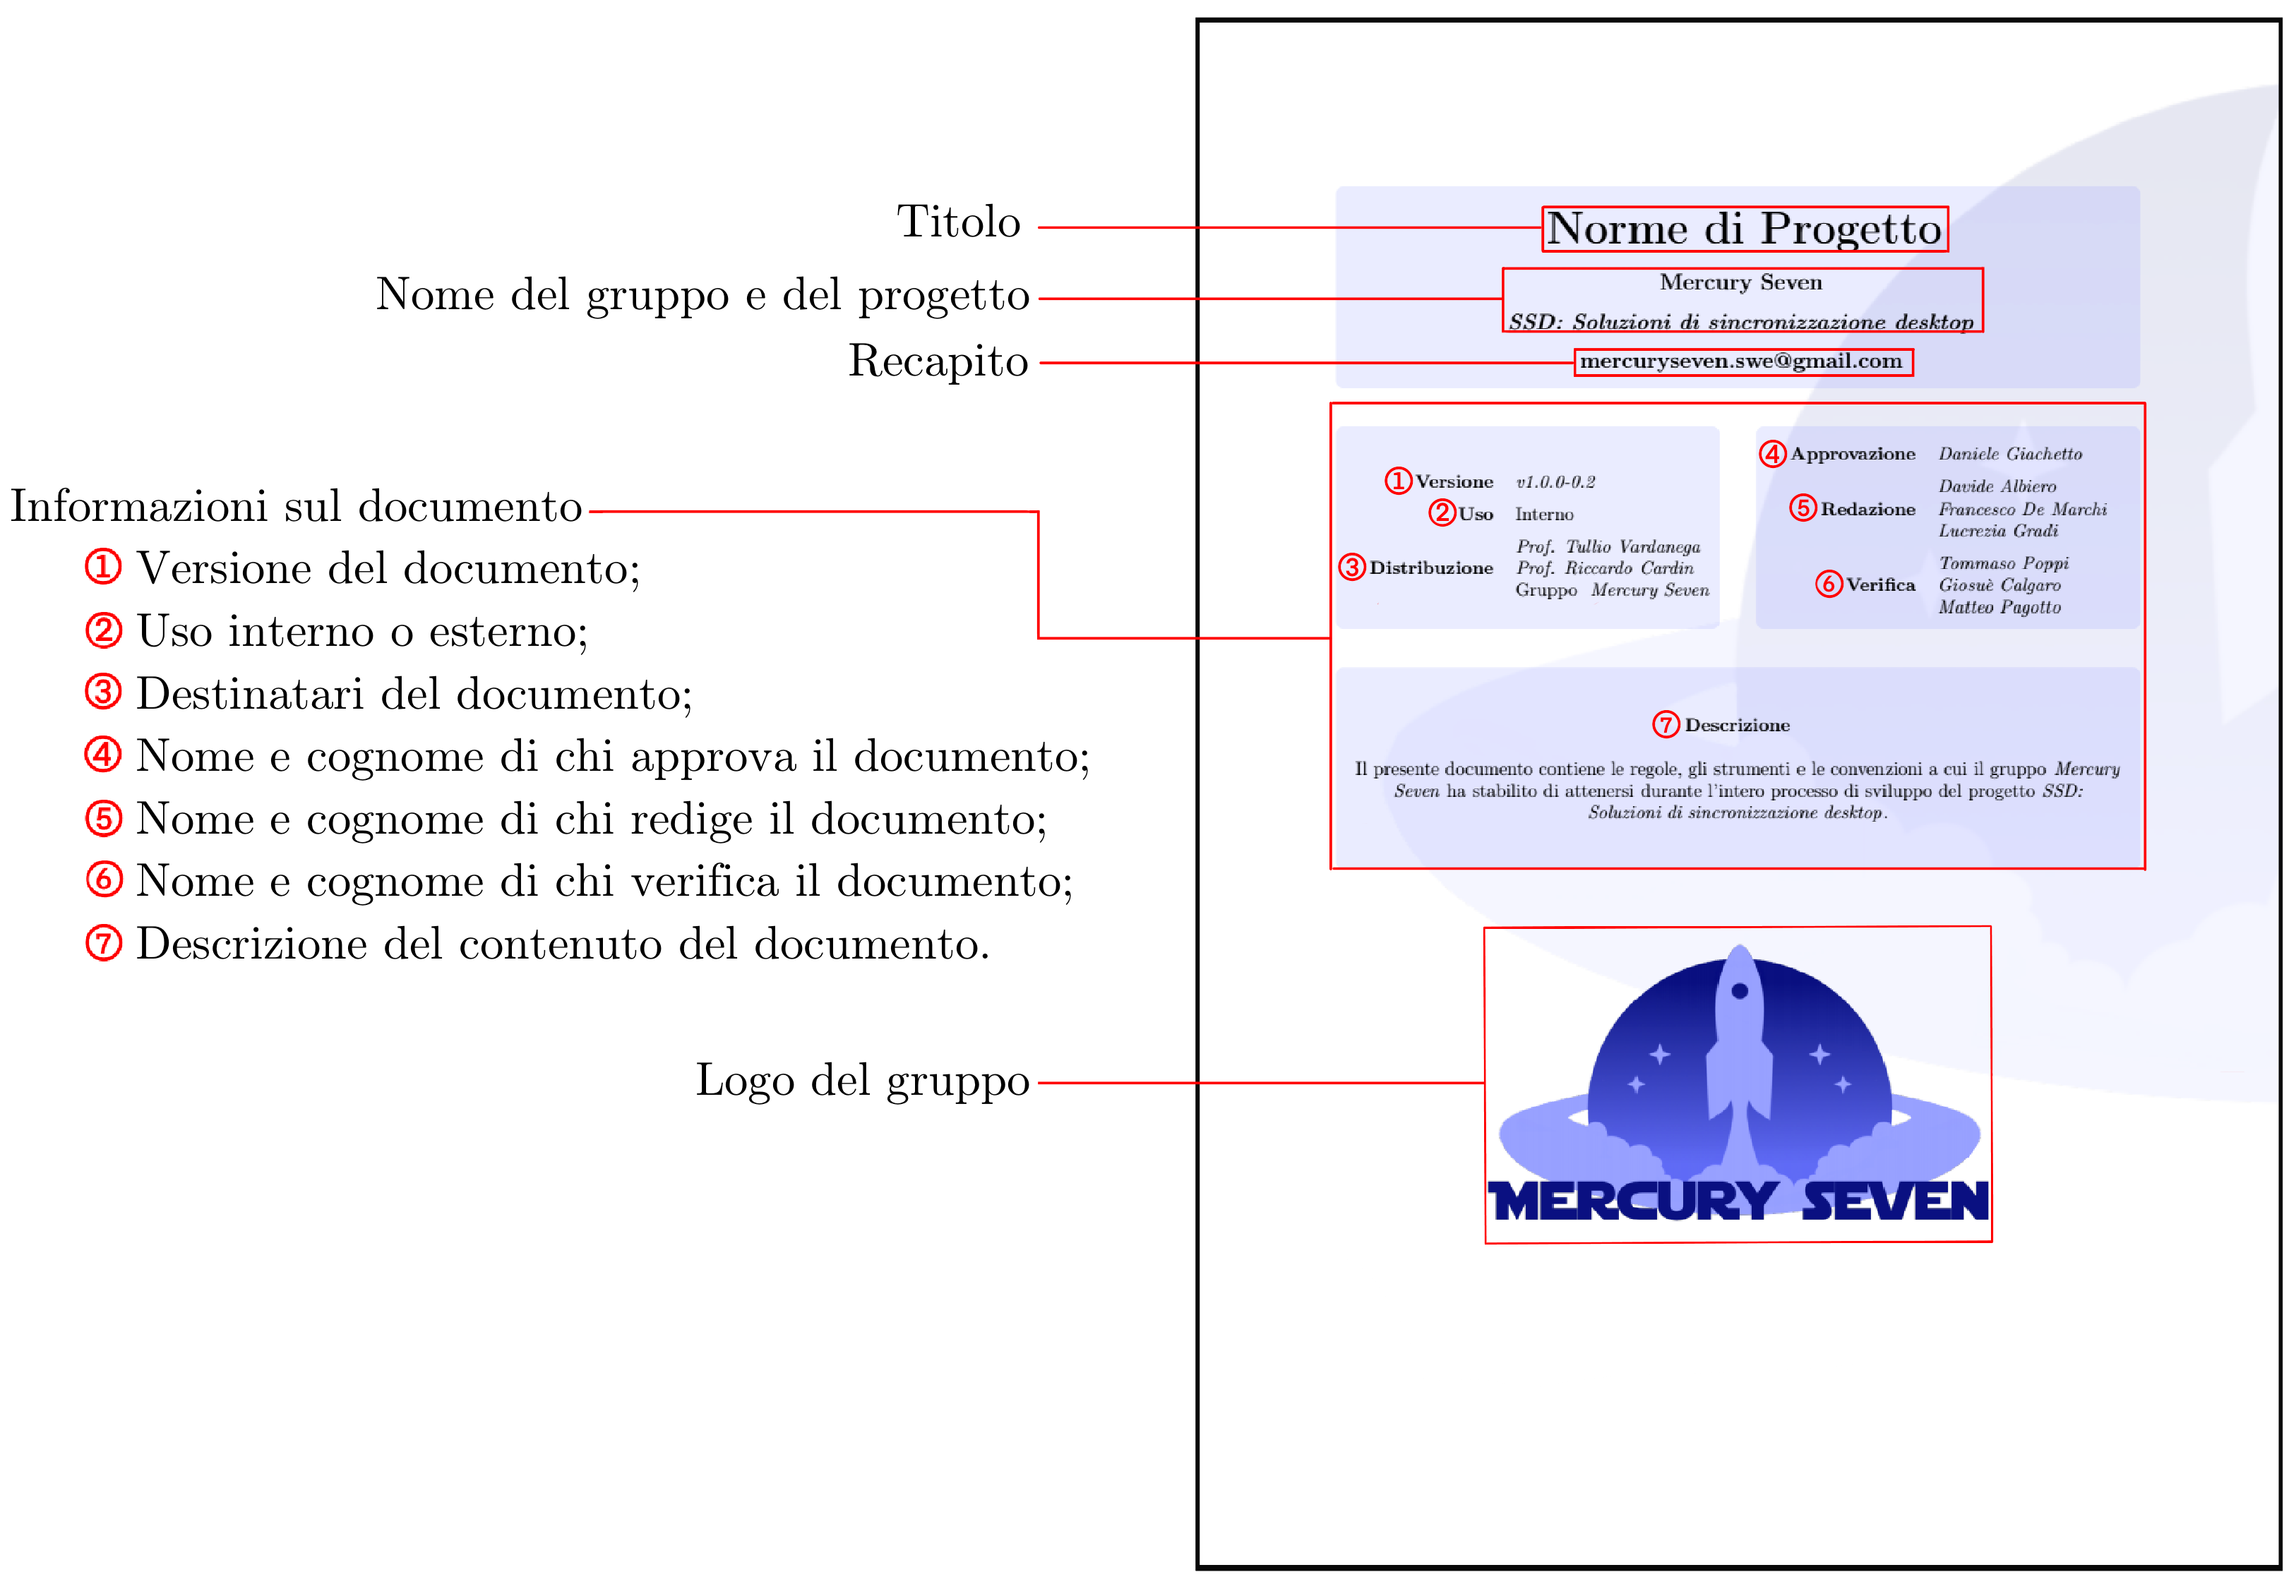 Titolo
Nome del gruppo e del progetto
Recapito
Informazioni sul documento
① Versione del documento;
② Uso interno o esterno;
③ Destinatari del documento;
④ Nome e cognome di chi approva il documento;
⑤ Nome e cognome di chi redige il documento;
⑥ Nome e cognome di chi verifica il documento;
⑦ Descrizione del contenuto del documento.
Logo del gruppo
Norme di Progetto
Mercury Seven
SSD: Soluzioni di sincronizzazione desktop
mercuryseven.swe@gmail.com
① Versione v1.0.0-0.2
② Uso Interno
③ Distribuzione Prof. Tullio Vardanega
Prof. Riccardo Cardin
Gruppo Mercury Seven
④ Approvazione Daniele Giachetto
⑤ Redazione Davide Albiero
Francesco De Marchi
Lucrezia Gradi
⑥ Verifica Tommaso Poppi
Giosuè Calgaro
Matteo Pagotto
⑦ Descrizione
Il presente documento contiene le regole, gli strumenti e le convenzioni a cui il gruppo Mercury
Seven ha stabilito di attenersi durante l'intero processo di sviluppo del progetto SSD:
Soluzioni di sincronizzazione desktop.
MERCURY SEVEN